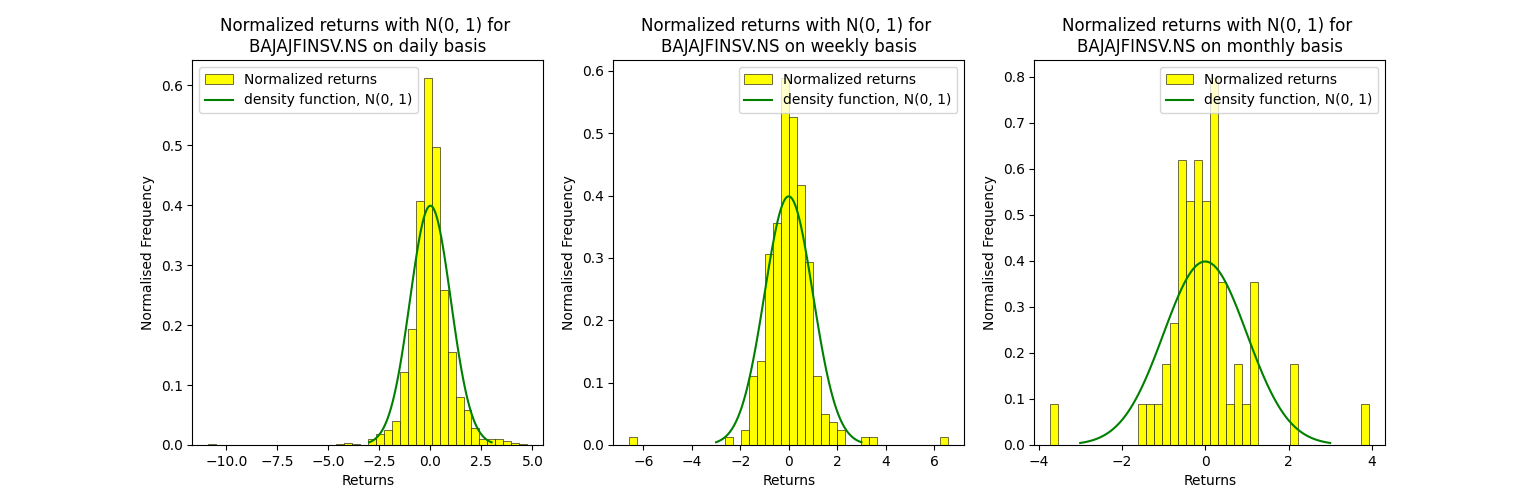 Normalized returns with N(0, 1) for
BAJAJFINSV.NS on daily basis
Normalized returns
density function, N(0, 1)
Normalised Frequency
0.6
0.5
0.4
0.3
0.2
0.1
0.0
−10.0 −7.5 −5.0 −2.5 0.0 2.5 5.0
Returns
Normalized returns with N(0, 1) for
BAJAJFINSV.NS on weekly basis
Normalized returns
density function, N(0, 1)
Normalised Frequency
0.6
0.5
0.4
0.3
0.2
0.1
0.0
−6 −4 −2 0 2 4 6
Returns
Normalized returns with N(0, 1) for
BAJAJFINSV.NS on monthly basis
Normalized returns
density function, N(0, 1)
Normalised Frequency
0.8
0.7
0.6
0.5
0.4
0.3
0.2
0.1
0.0
−4 −2 0 2 4
Returns